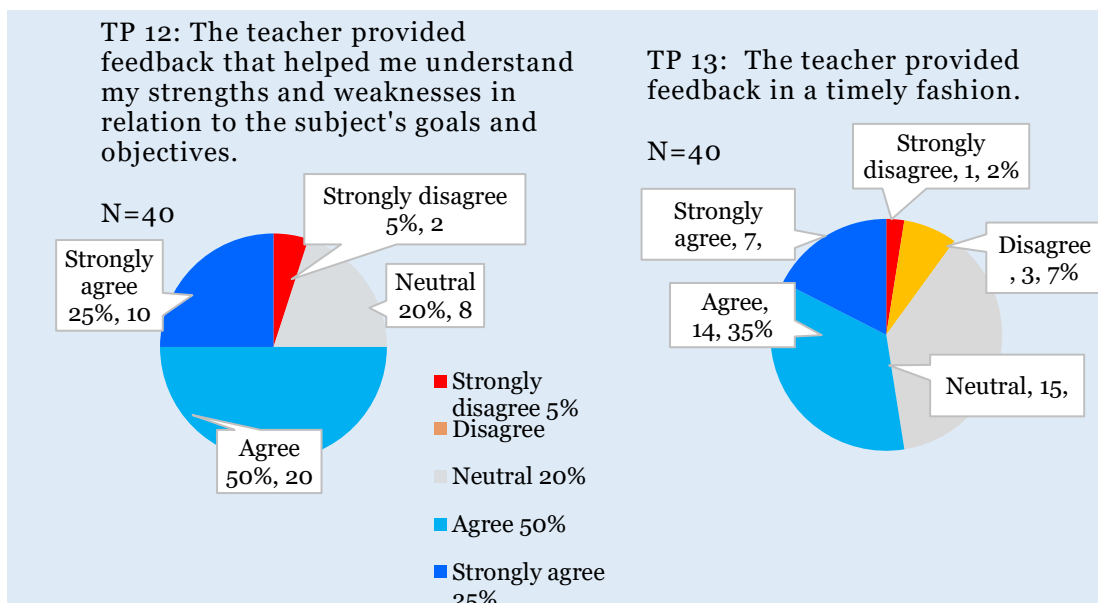 TP 12: The teacher provided
feedback that helped me understand
my strengths and weaknesses in
relation to the subject's goals and
objectives.
N=40
Strongly disagree
5%, 2
Strongly
agree
25%, 10
Neutral
20%, 8
Agree
50%, 20
Strongly
disagree 5%
Disagree
Neutral 20%
Agree 50%
Strongly agree
25%
TP 13: The teacher provided
feedback in a timely fashion.
N=40
Strongly
disagree, 1, 2%
Strongly
agree, 7,
Disagree
, 3, 7%
Agree,
14, 35%
Neutral, 15,